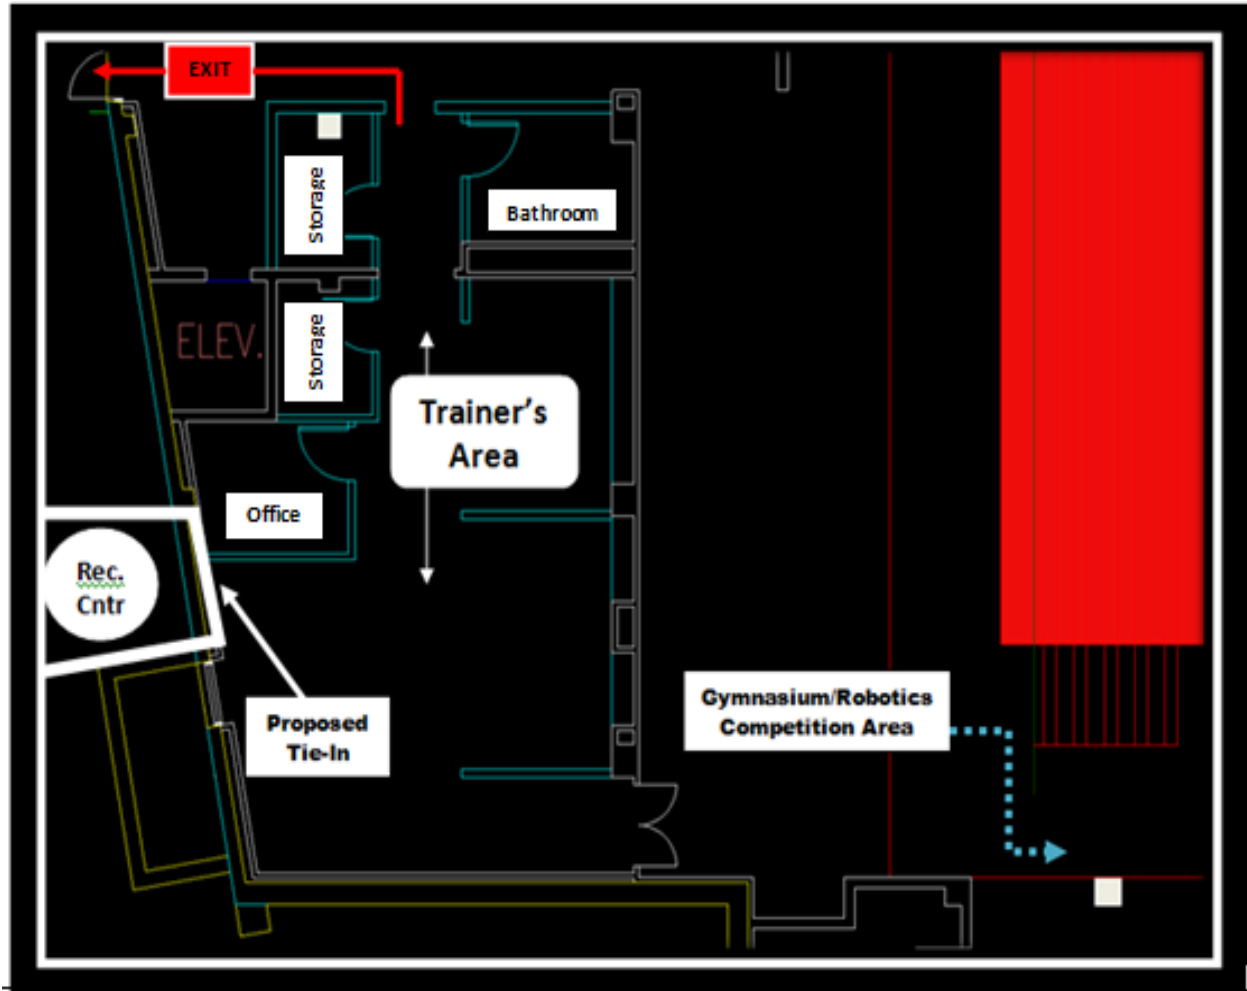 EXIT
Storage
Bathroom
ELEV.
Storage
Trainer’s
Area
Office
Rec.
Cntr
Proposed
Tie-In
Gymnasium/Robotics
Competition Area